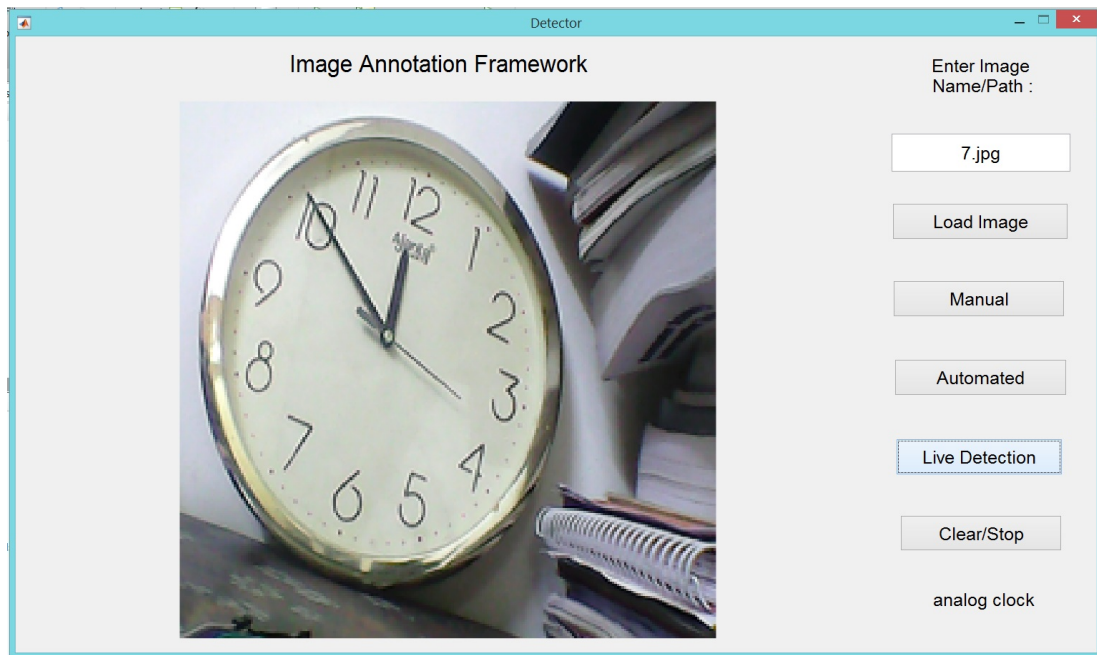 Detector
Image Annotation Framework
Enter Image
Name/Path :
7.jpg
Load Image
Manual
Automated
Live Detection
Clear/Stop
analog clock
11 12 1
10
9 2
8 3
7 4
6 5
Ajanta